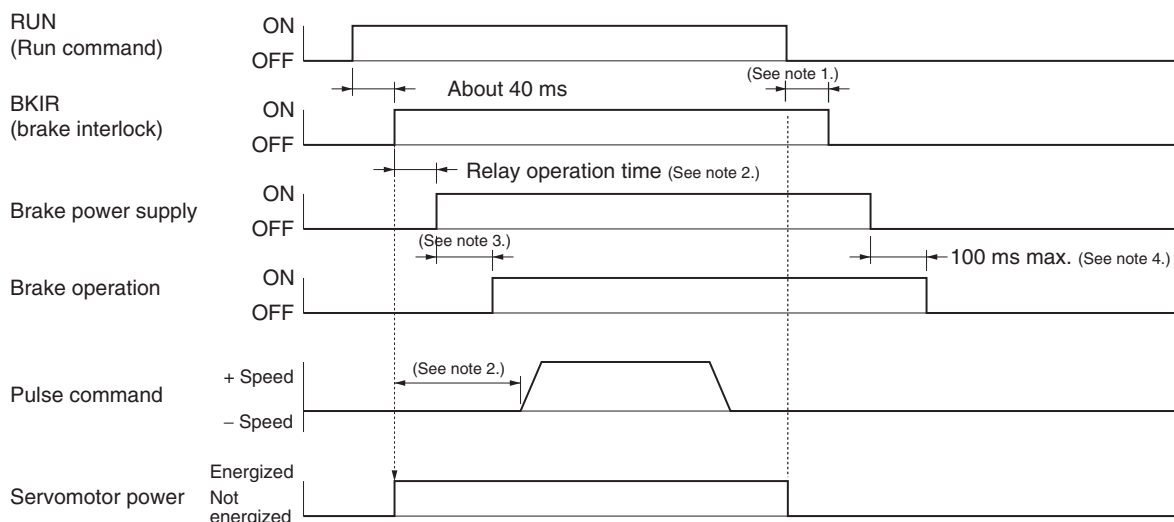 RUN
(Run command)
ON
OFF
(See note 1.)
About 40 ms
BKIR
(brake interlock)
ON
OFF
Relay operation time (See note 2.)
Brake power supply
ON
OFF
(See note 3.)
100 ms max. (See note 4.)
Brake operation
ON
OFF
Pulse command
+ Speed
− Speed
(See note 2.)
Servomotor power
Energized
Not
energized